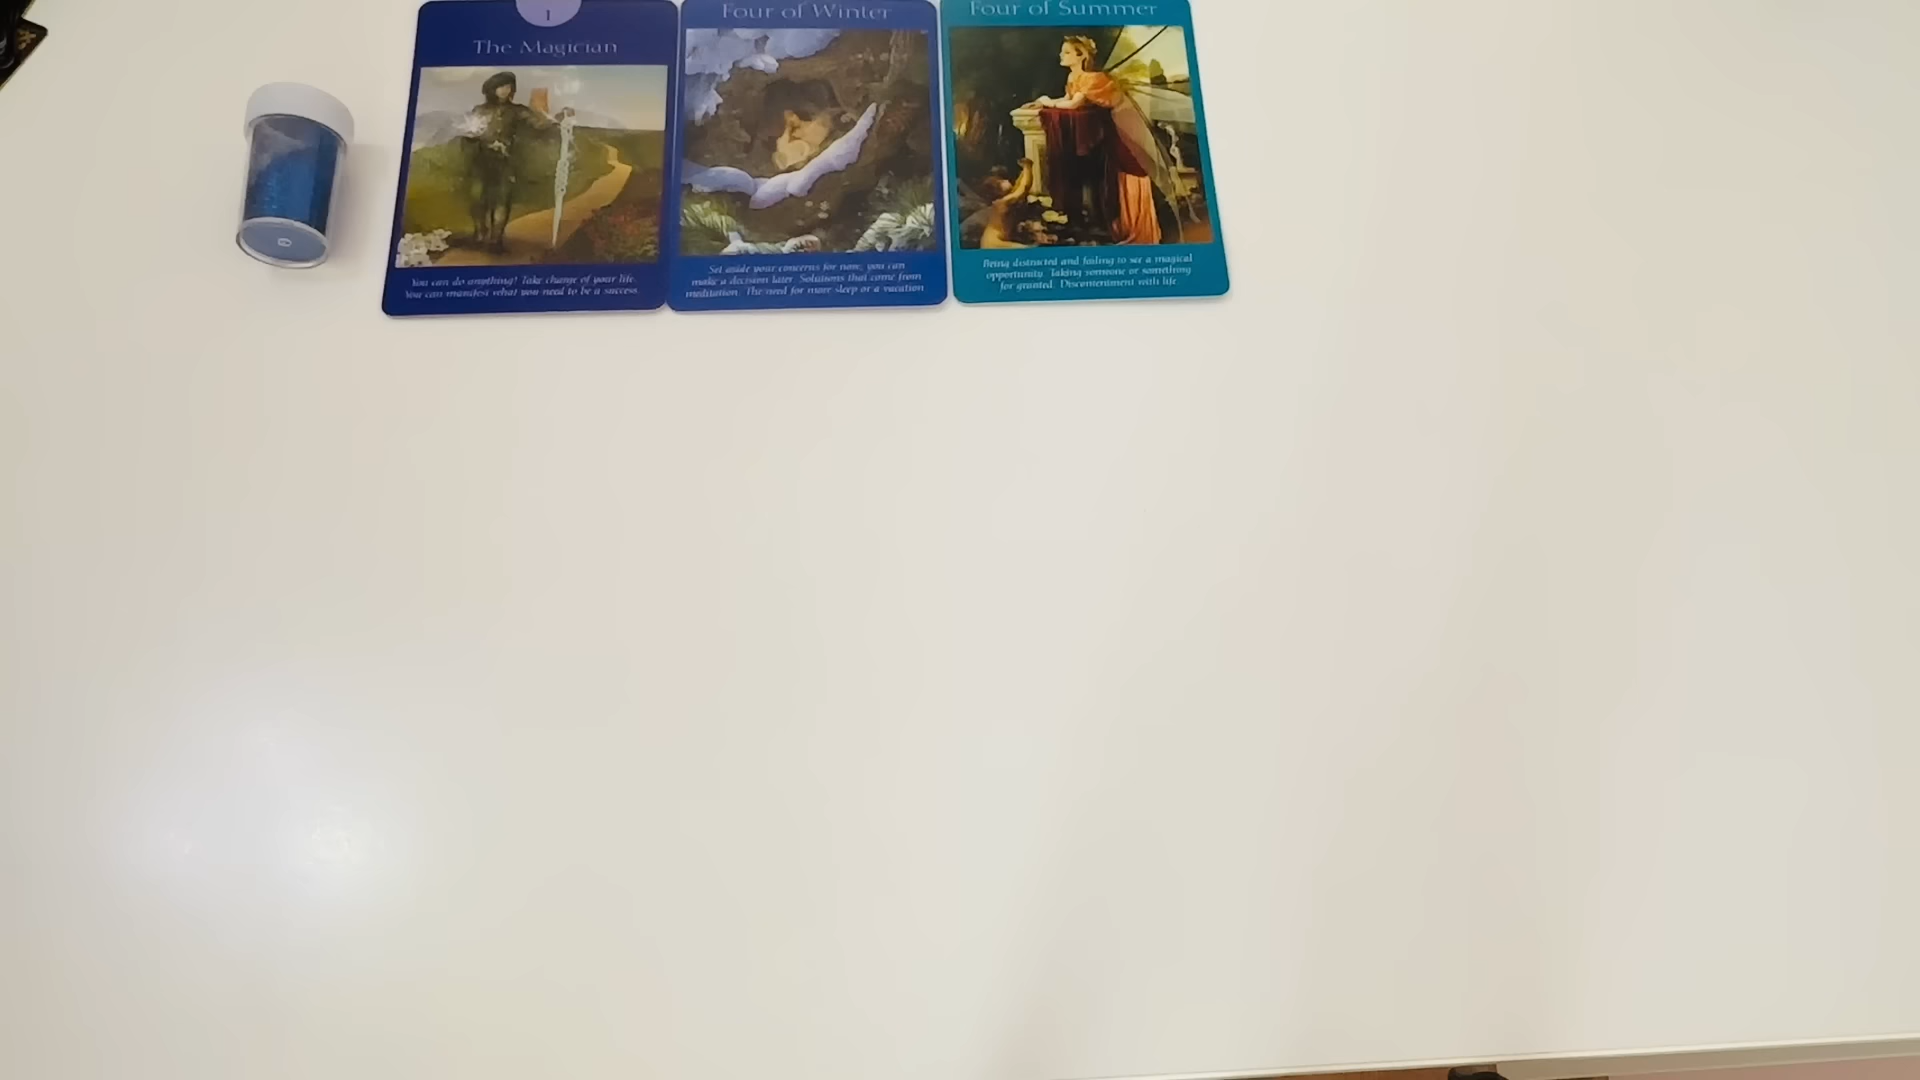 1
The Magician
You can do anything! Take charge of your life.
You can manifest what you need to be a success.
Four of Winter
Set aside your concerns for now; you can
make a decision later. Solutions that come from
meditation. The need for more sleep or a vacation
Four of Summer
Being distracted and failing to see a magical
opportunity. Taking someone or something
for granted. Discontentment with life.